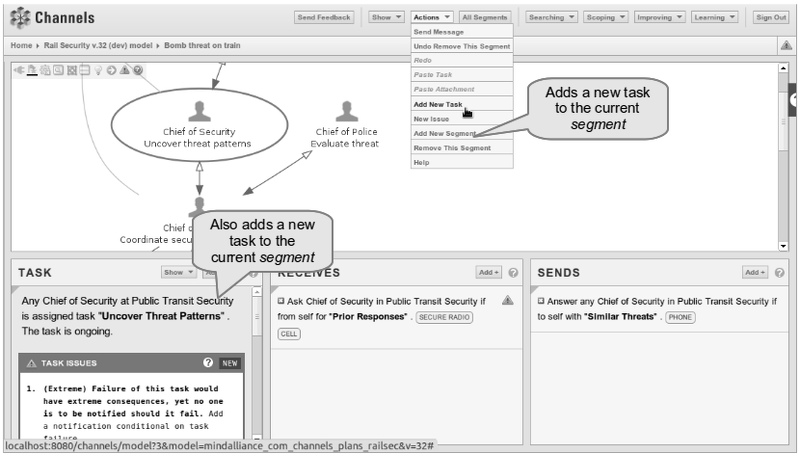 Channels
Send Feedback
Show
Actions
All Segments
Searching
Scoping
Improving
Learning
Sign Out
Home Rail Security v.32 (dev) model Bomb threat on train
Send Message
Undo Remove This Segment
Redo
Paste Task
Paste Attachment
Add New Task
New Issue
Add New Segment
Remove This Segment
Help
Adds a new task
to the current
segment
Chief of Security
Uncover threat patterns
Chief of Police
Evaluate threat
Chief
Coordinate
Also adds a new
task to the
current segment
TASK
Show
Any Chief of Security at Public Transit Security
is assigned task "Uncover Threat Patterns" .
The task is ongoing.
TASK ISSUES
? NEW
1. (Extreme) Failure of this task would
have extreme consequences, yet no one
is to be notified should it fail. Add
a notification conditional on task
failure
RECEIVES
Add +
?
Ask Chief of Security in Public Transit Security if
from self for "Prior Responses" . SECURE RADIO
CELL
SENDS
Add +
?
Answer any Chief of Security in Public Transit Security if
to self with "Similar Threats" . PHONE
localhost:8080/channels/model?3&model=mindalliance_com_channels_plans_railsec&v=32#